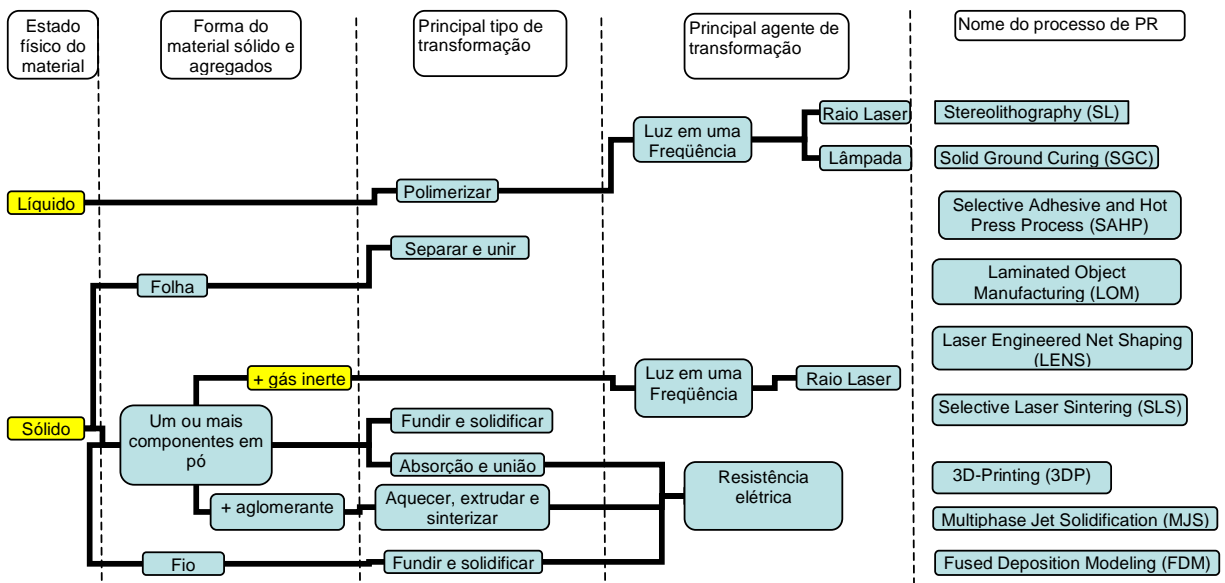 Estado
físico do
material
Forma do
material sólido e
agregados
Principal tipo de
transformação
Principal agente de
transformação
Nome do processo de PR
Raio Laser
Stereolithography (SL)
Luz em uma
Freqüência
Lâmpada
Solid Ground Curing (SGC)
Líquido
Polimerizar
Selective Adhesive and Hot
Press Process (SAHP)
Separar e unir
Folha
Laminated Object
Manufacturing (LOM)
Laser Engineered Net Shaping
(LENS)
+ gás inerte
Luz em uma
Freqüência
Raio Laser
Selective Laser Sintering (SLS)
Sólido
Um ou mais
componentes em
pó
Fundir e solidificar
Absorção e união
Resistência
elétrica
3D-Printing (3DP)
+ aglomerante
Aquecer, extrudar e
sinterizar
Multiphase Jet Solidification (MJS)
Fio
Fundir e solidificar
Fused Deposition Modeling (FDM)